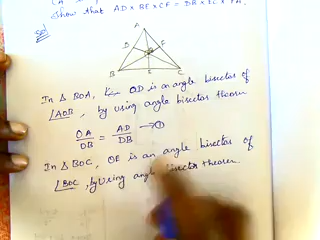 Show that AD × BE × CF = DB × EC × FA.
Sol
A
D
F
B
E
C
In △ BOA, OD is an angle bisector of
∠AOB, by using angle bisector theorem
OA/OB = AD/DB → ①
In △ BOC, OE is an angle bisector of
∠BOC, by using angle bisector theorem